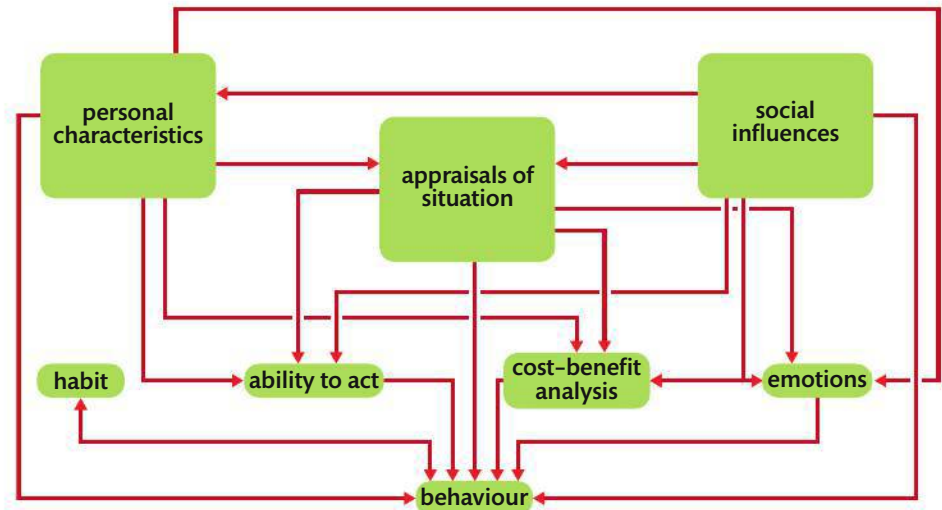 personal
characteristics
social
influences
appraisals of
situation
habit
ability to act
cost–benefit
analysis
emotions
behaviour